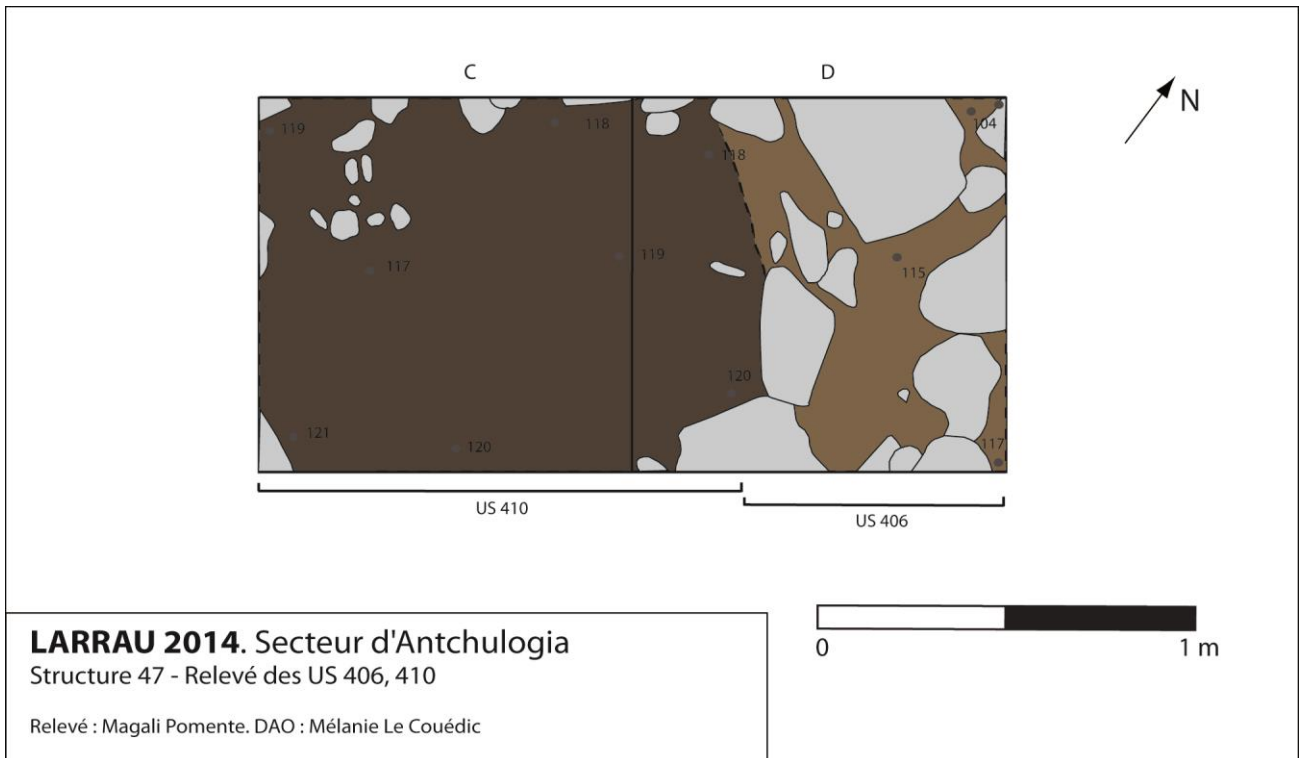 C D
N
119
118
104
118
117
119
115
120
121
120
117
US 410
US 406
0 1 m
LARRAU 2014. Secteur d'Antchulogia
Structure 47 - Relevé des US 406, 410
Relevé : Magali Pomente. DAO : Mélanie Le Couédic